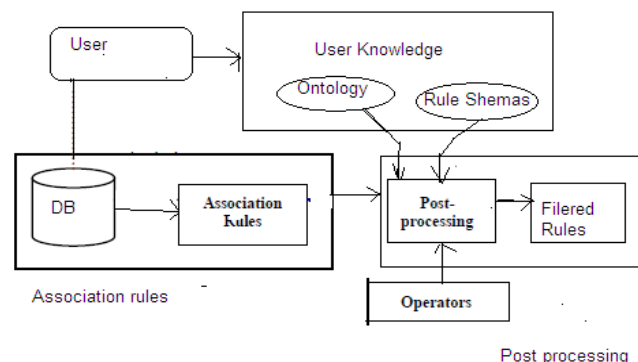 User
User Knowledge
Ontology
Rule Shemas
DB
Association
Rules
Post-
processing
Filered
Rules
Association rules
Operators
Post processing